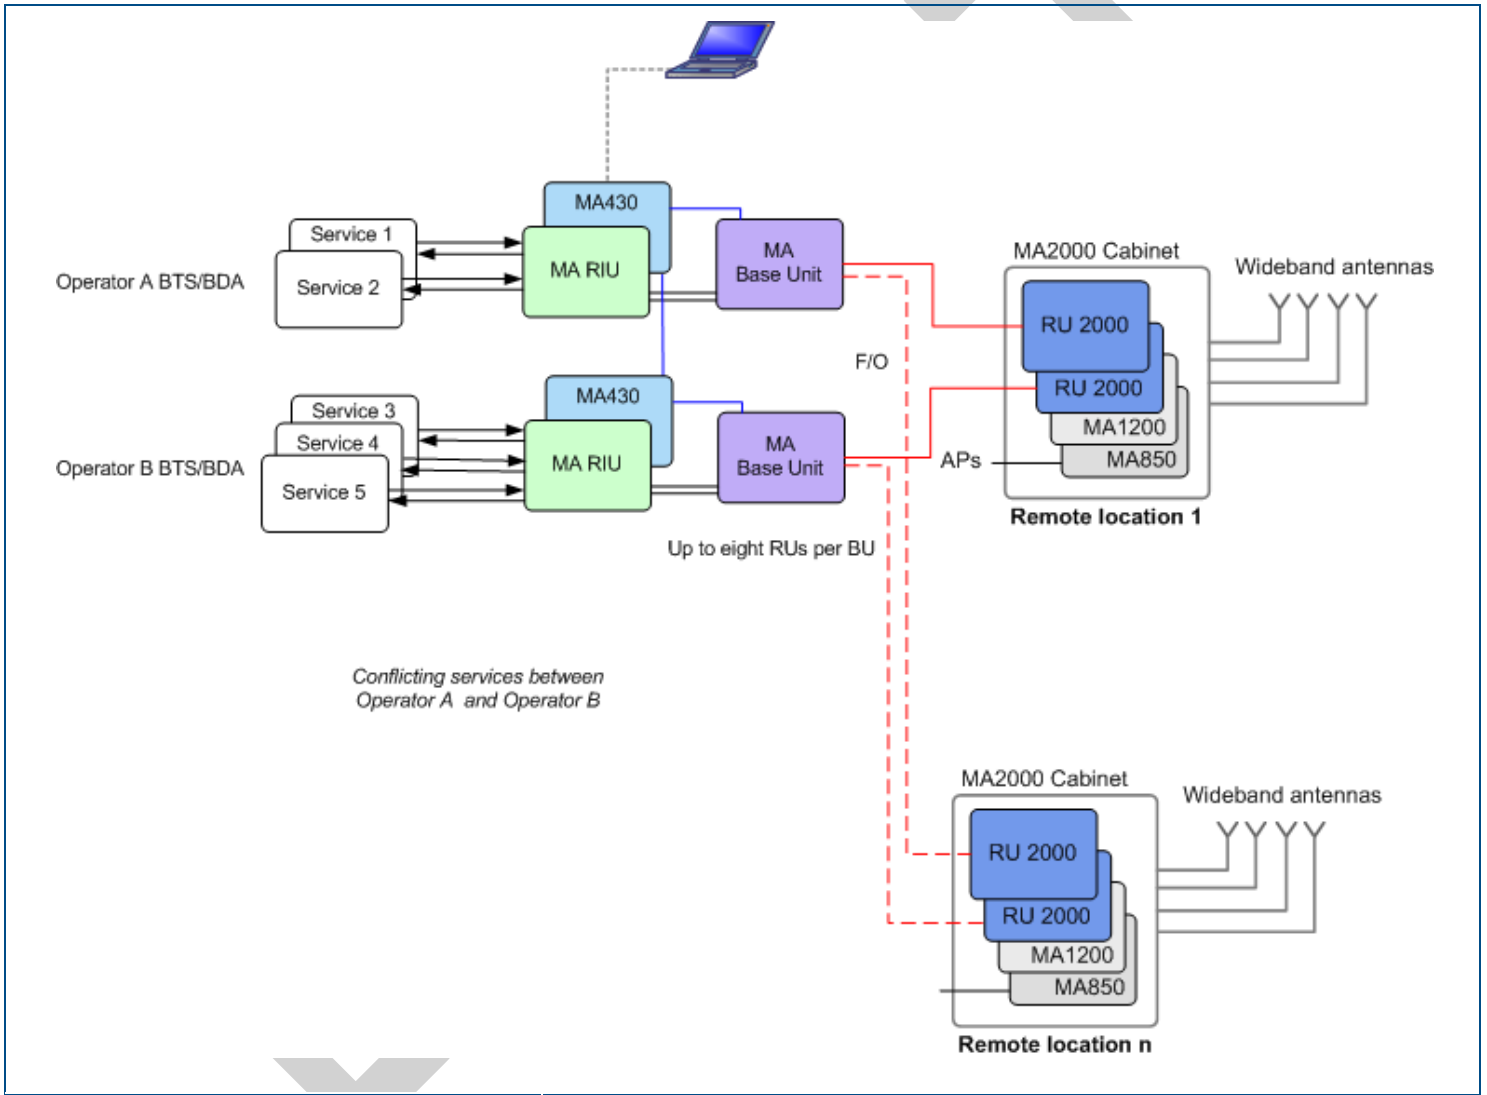 MA430
Service 1
MA RIU
Service 2
Operator A BTS/BDA
MA
Base Unit
MA2000 Cabinet
Wideband antennas
RU 2000
RU 2000
MA1200
MA850
APs
Remote location 1
F/O
MA430
Service 3
Service 4
Service 5
Operator B BTS/BDA
MA RIU
MA
Base Unit
Up to eight RUs per BU
Conflicting services between
Operator A and Operator B
MA2000 Cabinet
Wideband antennas
RU 2000
RU 2000
MA1200
MA850
Remote location n